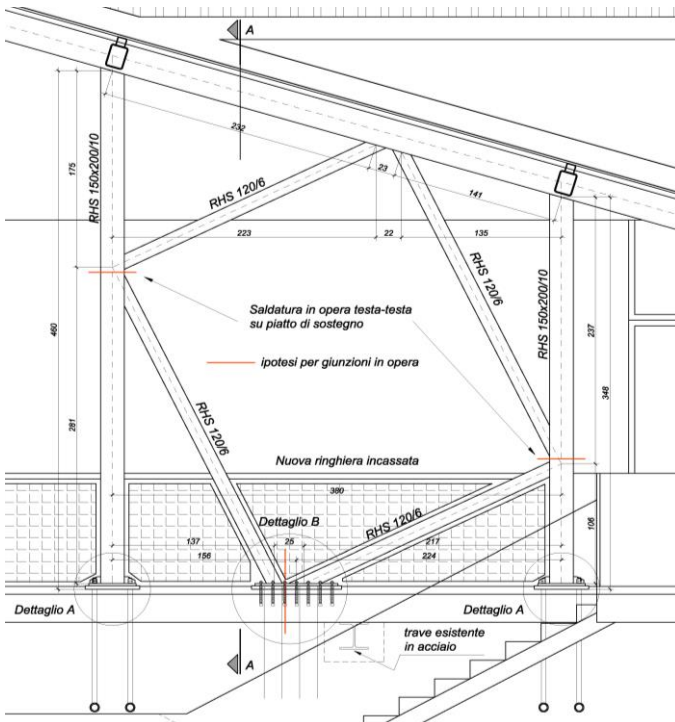 A
RHS 150x200/10
175
232
RHS 120/6
23
141
223
22
135
RHS 120/6
RHS 150x200/10
Saldatura in opera testa-testa
su piatto di sostegno
460
237
ipotesi per giunzioni in opera
348
281
RHS 120/6
Nuova ringhiera incassata
380
Dettaglio B
RHS 120/6
106
137
25
217
156
224
Dettaglio A
Dettaglio A
trave esistente
in acciaio
A